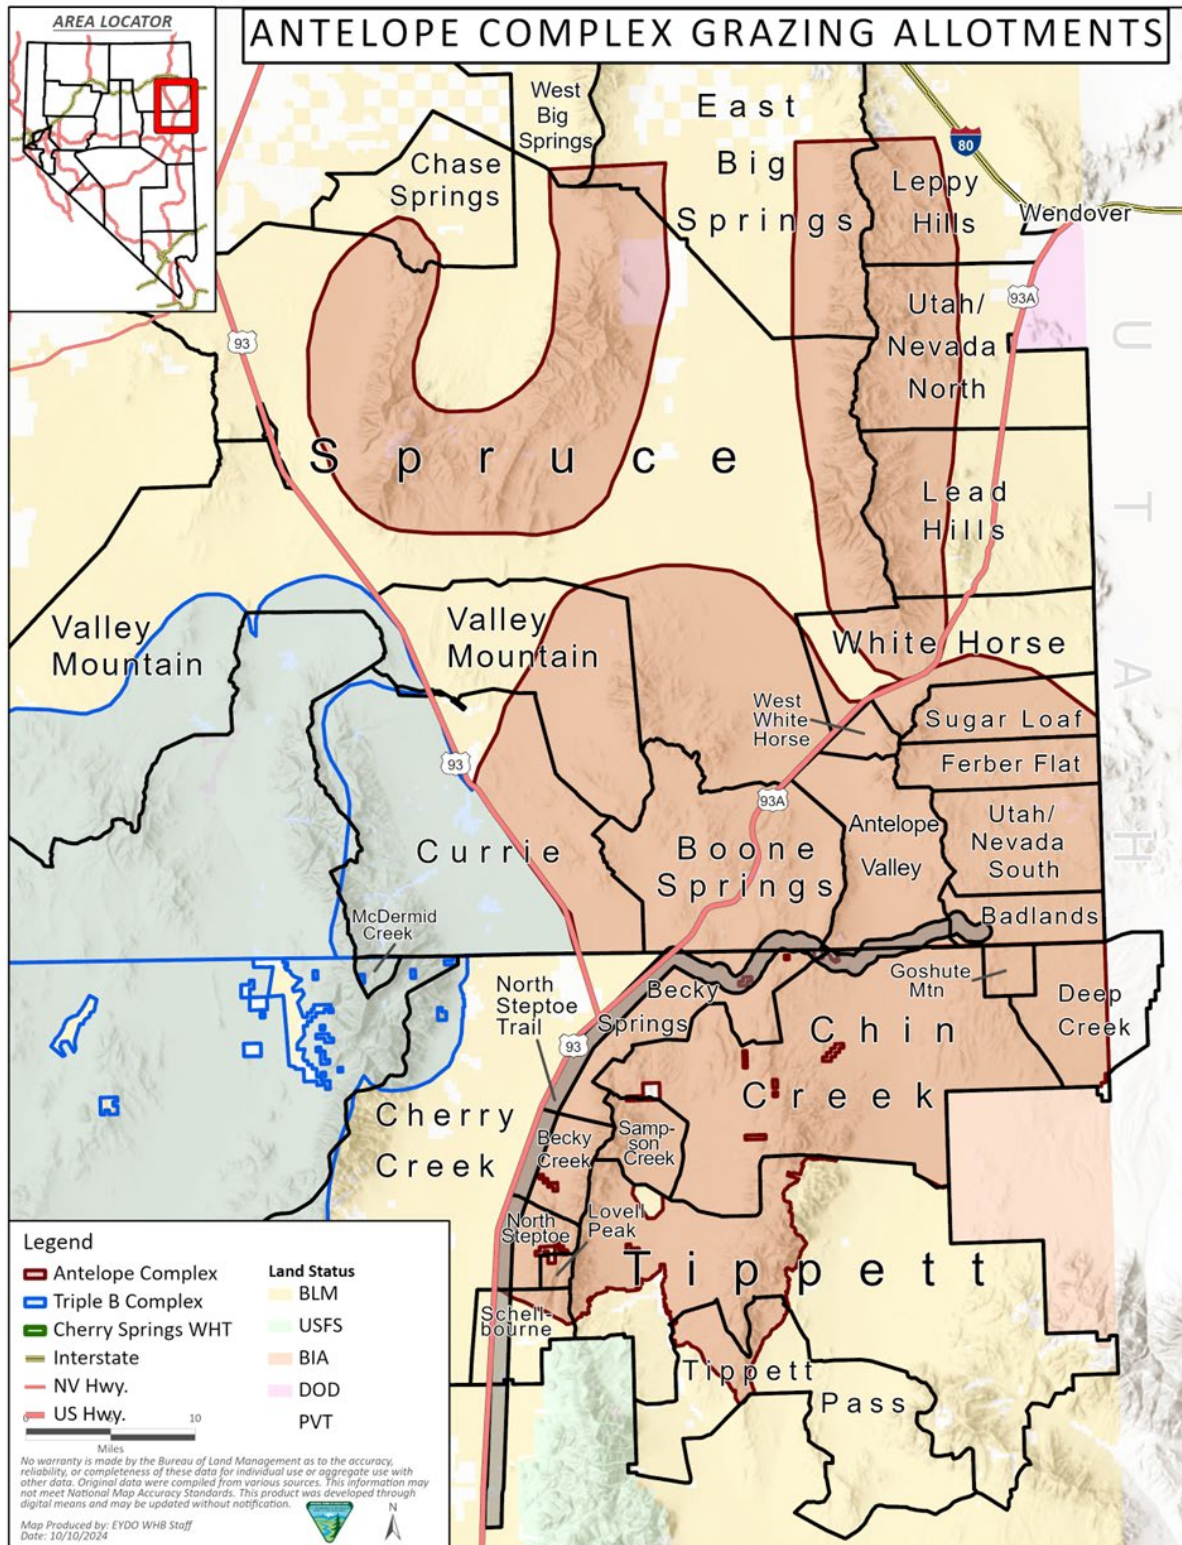 AREA LOCATOR
ANTELOPE COMPLEX GRAZING ALLOTMENTS
West
Big
Springs
East
Big
Springs
80
Chase
Springs
Leppy
Hills
Wendover
93A
Utah/
Nevada
North
UTAH
93
Spruce
Lead
Hills
Valley
Mountain
Valley
Mountain
White Horse
West
White
Horse
Sugar Loaf
Ferber Flat
93
93A
Currie
Boone
Springs
Antelope
Valley
Utah/
Nevada
South
McDermid
Creek
Badlands
North
Steptoe
Trail
Becky
Springs
Goshute
Mtn
Deep
Creek
Chin
Creek
93
Cherry
Creek
Becky
Creek
Samp-
son
Creek
North
Steptoe
Lovell
Peak
Tippett
Schell-
bourne
Tippett
Pass
Legend
Antelope Complex
Triple B Complex
Cherry Springs WHT
Interstate
NV Hwy.
US Hwy.
Land Status
BLM
USFS
BIA
DOD
PVT
0 5 10
Miles
No warranty is made by the Bureau of Land Management as to the accuracy,
reliability, or completeness of these data for individual use or aggregate use with
other data. Original data were compiled from various sources. This information may
not meet National Map Accuracy Standards. This product was developed through
digital means and may be updated without notification.
Map Produced by: EYDO WHB Staff
Date: 10/10/2024
N